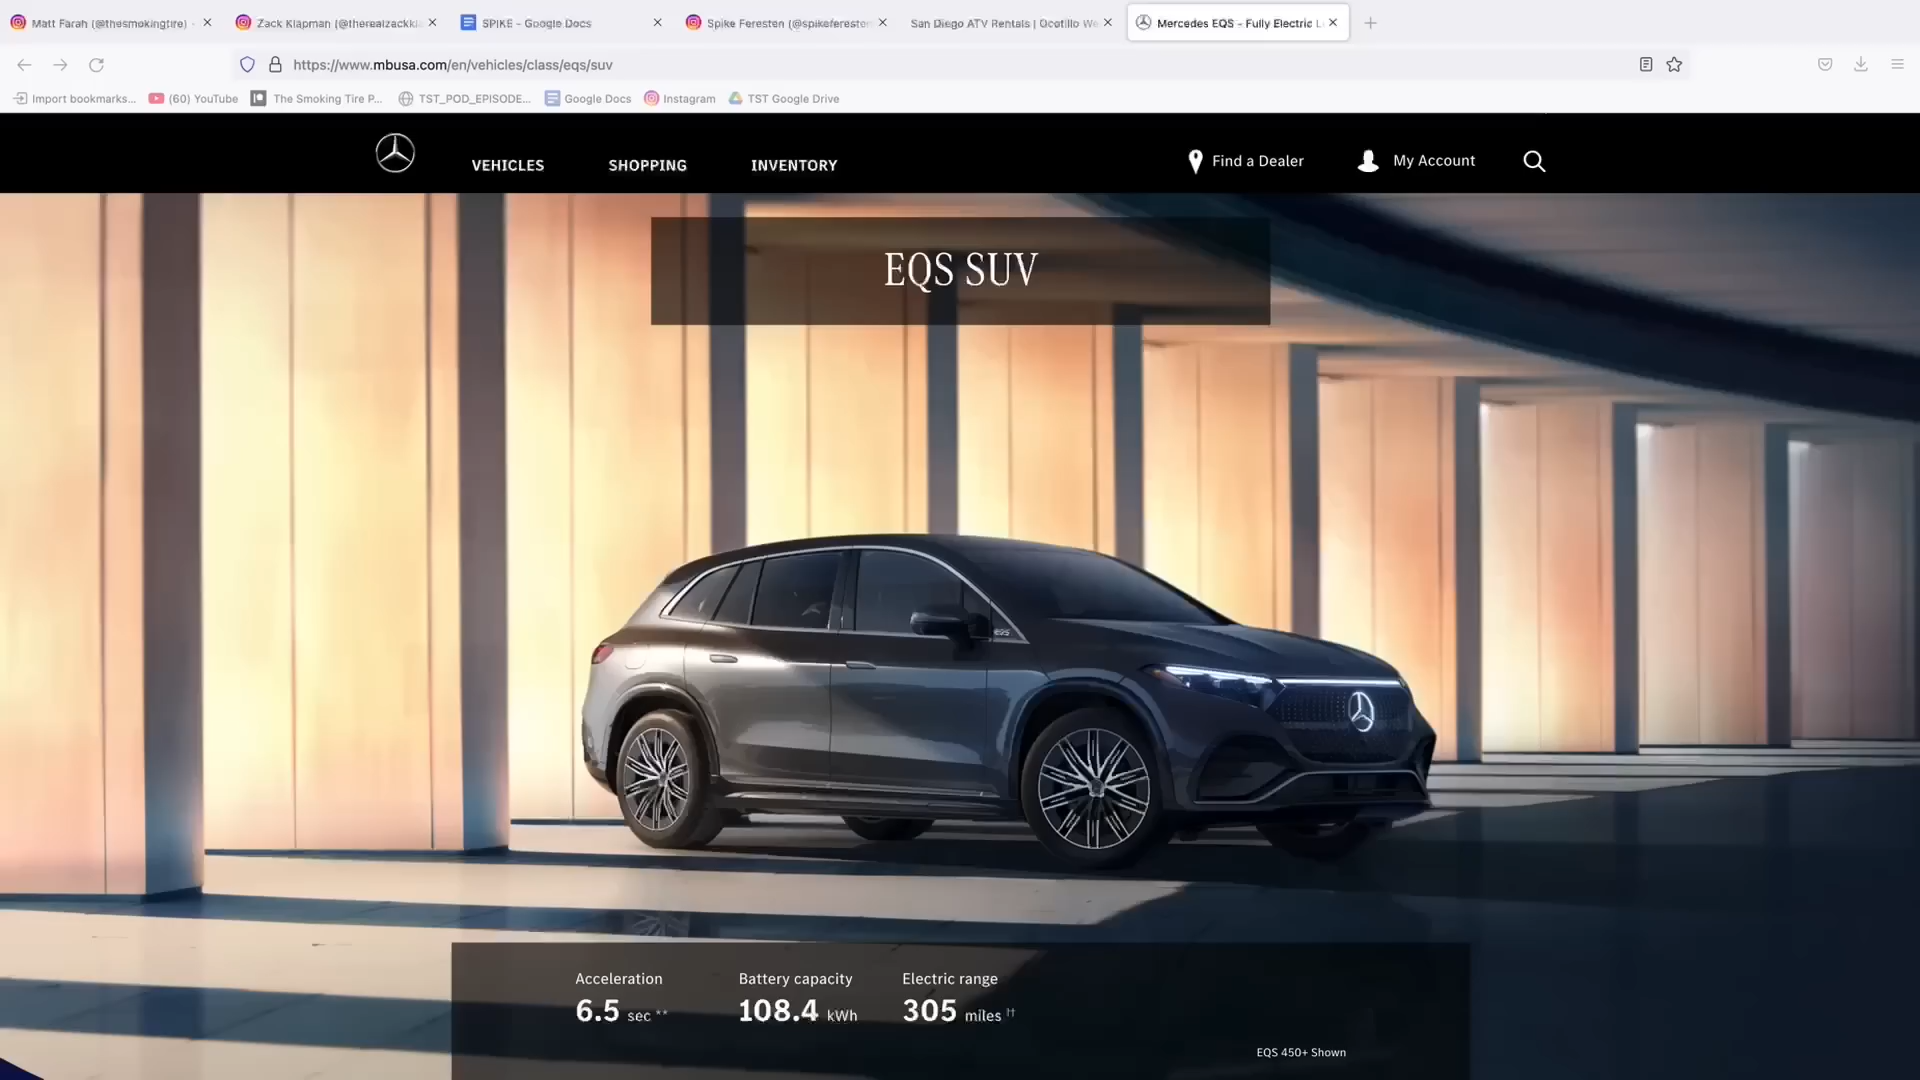 Matt Farah (@thesmokingtire)
Zack Klapman (@therealzackkl
SPIKE - Google Docs
Spike Feresten (@spikeferesten
San Diego ATV Rentals | Ocotillo We
Mercedes EQS - Fully Electric L
https://www.mbusa.com/en/vehicles/class/eqs/suv
Import bookmarks...
(60) YouTube
The Smoking Tire P...
TST_POD_EPISODE...
Google Docs
Instagram
TST Google Drive
VEHICLES
SHOPPING
INVENTORY
Find a Dealer
My Account
EQS SUV
EQS
Acceleration
Battery capacity
Electric range
6.5 sec **
108.4 kWh
305 miles ††
EQS 450+ Shown